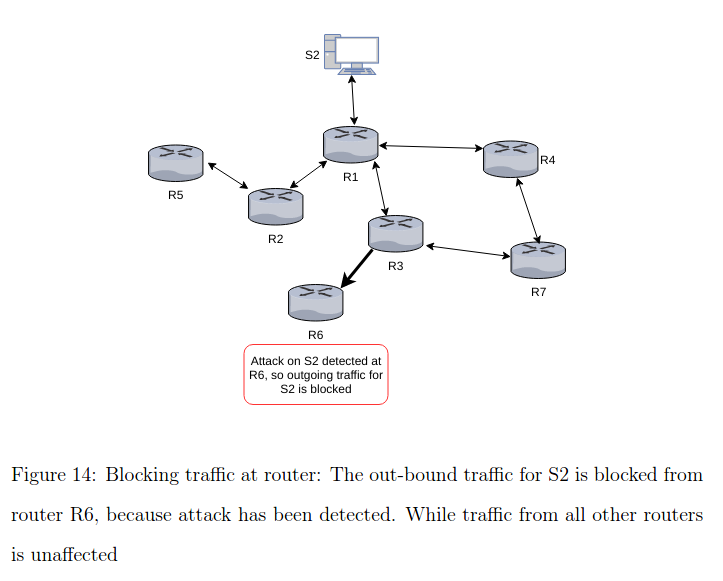 S2
R1
R4
R5
R2
R3
R7
R6
Attack on S2 detected at
R6, so outgoing traffic for
S2 is blocked
Figure 14: Blocking traffic at router: The out-bound traffic for S2 is blocked from
router R6, because attack has been detected. While traffic from all other routers
is unaffected